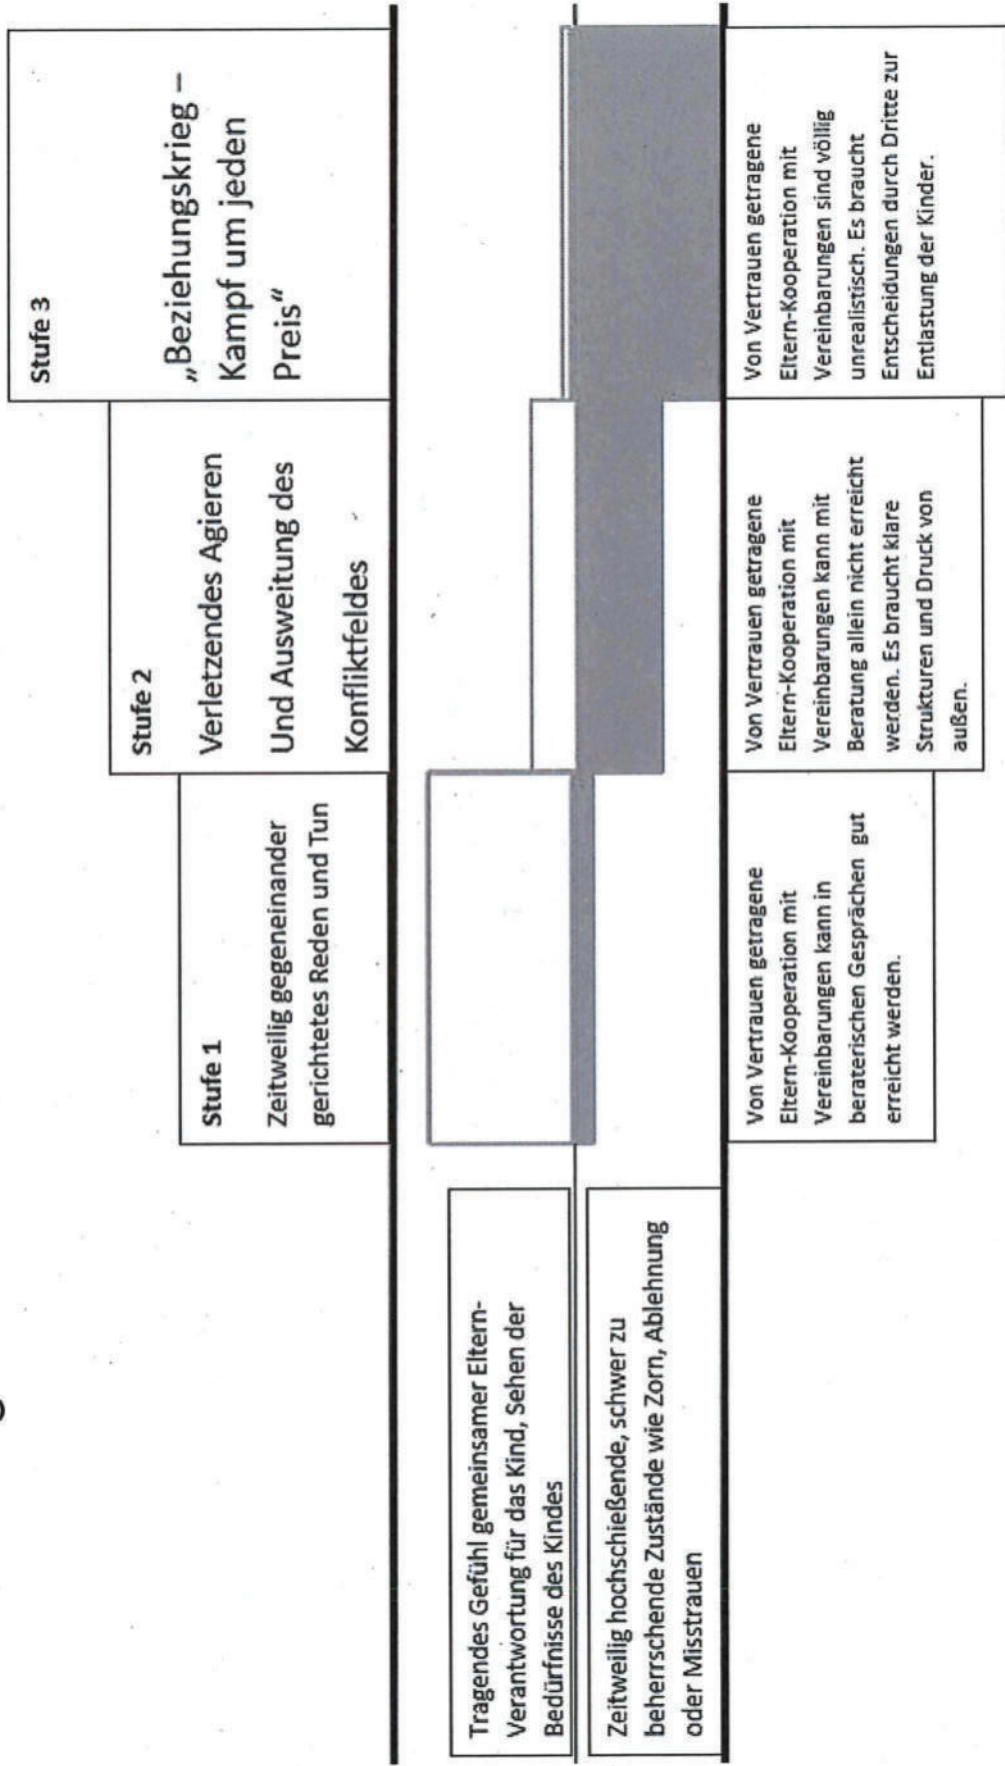 Stufe 1
Zeitweilig gegeneinander
gerichtetes Reden und Tun
Stufe 2
Verletzendes Agieren
Und Ausweitung des
Konfliktfeldes
Stufe 3
„Beziehungskrieg –
Kampf um jeden
Preis“
Tragendes Gefühl gemeinsamer Eltern-
Verantwortung für das Kind, Sehen der
Bedürfnisse des Kindes
Zeitweilig hochschießende, schwer zu
beherrschende Zustände wie Zorn, Ablehnung
oder Misstrauen
Von Vertrauen getragene
Eltern-Kooperation mit
Vereinbarungen kann in
beraterischen Gesprächen gut
erreicht werden.
Von Vertrauen getragene
Eltern-Kooperation mit
Vereinbarungen kann mit
Beratung allein nicht erreicht
werden. Es braucht klare
Strukturen und Druck von
außen.
Von Vertrauen getragene
Eltern-Kooperation mit
Vereinbarungen sind völlig
unrealistisch. Es braucht
Entscheidungen durch Dritte zur
Entlastung der Kinder.